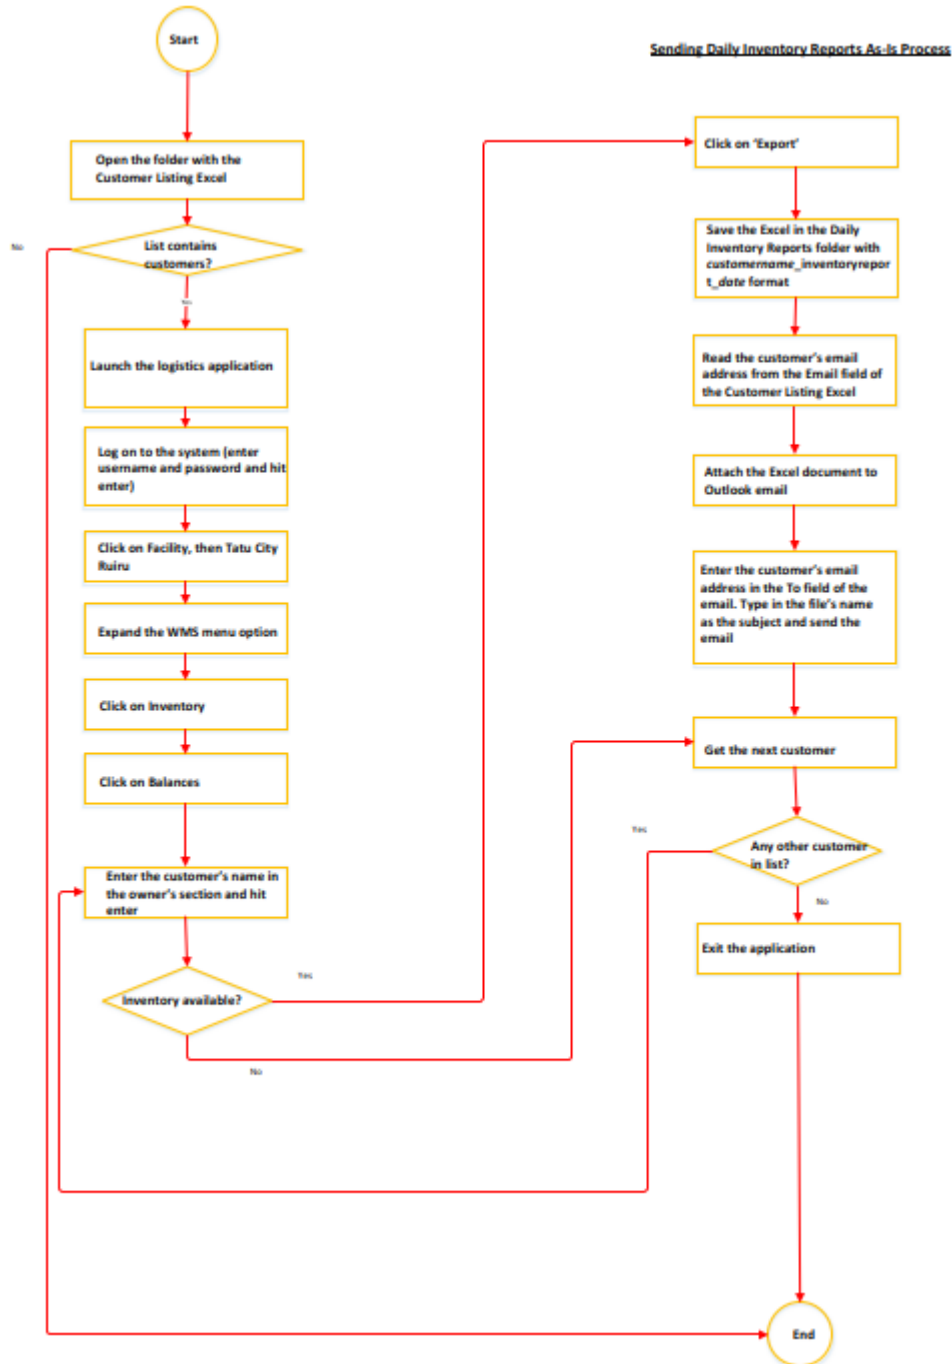 Start
Sending Daily Inventory Reports As-Is Process
Open the folder with the
Customer Listing Excel
No
List contains
customers?
Yes
Launch the logistics application
Log on to the system (enter
username and password and hit
enter)
Click on Facility, then Tatu City
Ruiru
Expand the WMS menu option
Click on Inventory
Click on Balances
Enter the customer's name in
the owner's section and hit
enter
Inventory available?
Yes
No
Click on 'Export'
Save the Excel in the Daily
Inventory Reports folder with
customername_inventoryrepor
t_date format
Read the customer's email
address from the Email field of
the Customer Listing Excel
Attach the Excel document to
Outlook email
Enter the customer's email
address in the To field of the
email. Type in the file's name
as the subject and send the
email
Get the next customer
Yes
Any other customer
in list?
No
Exit the application
End